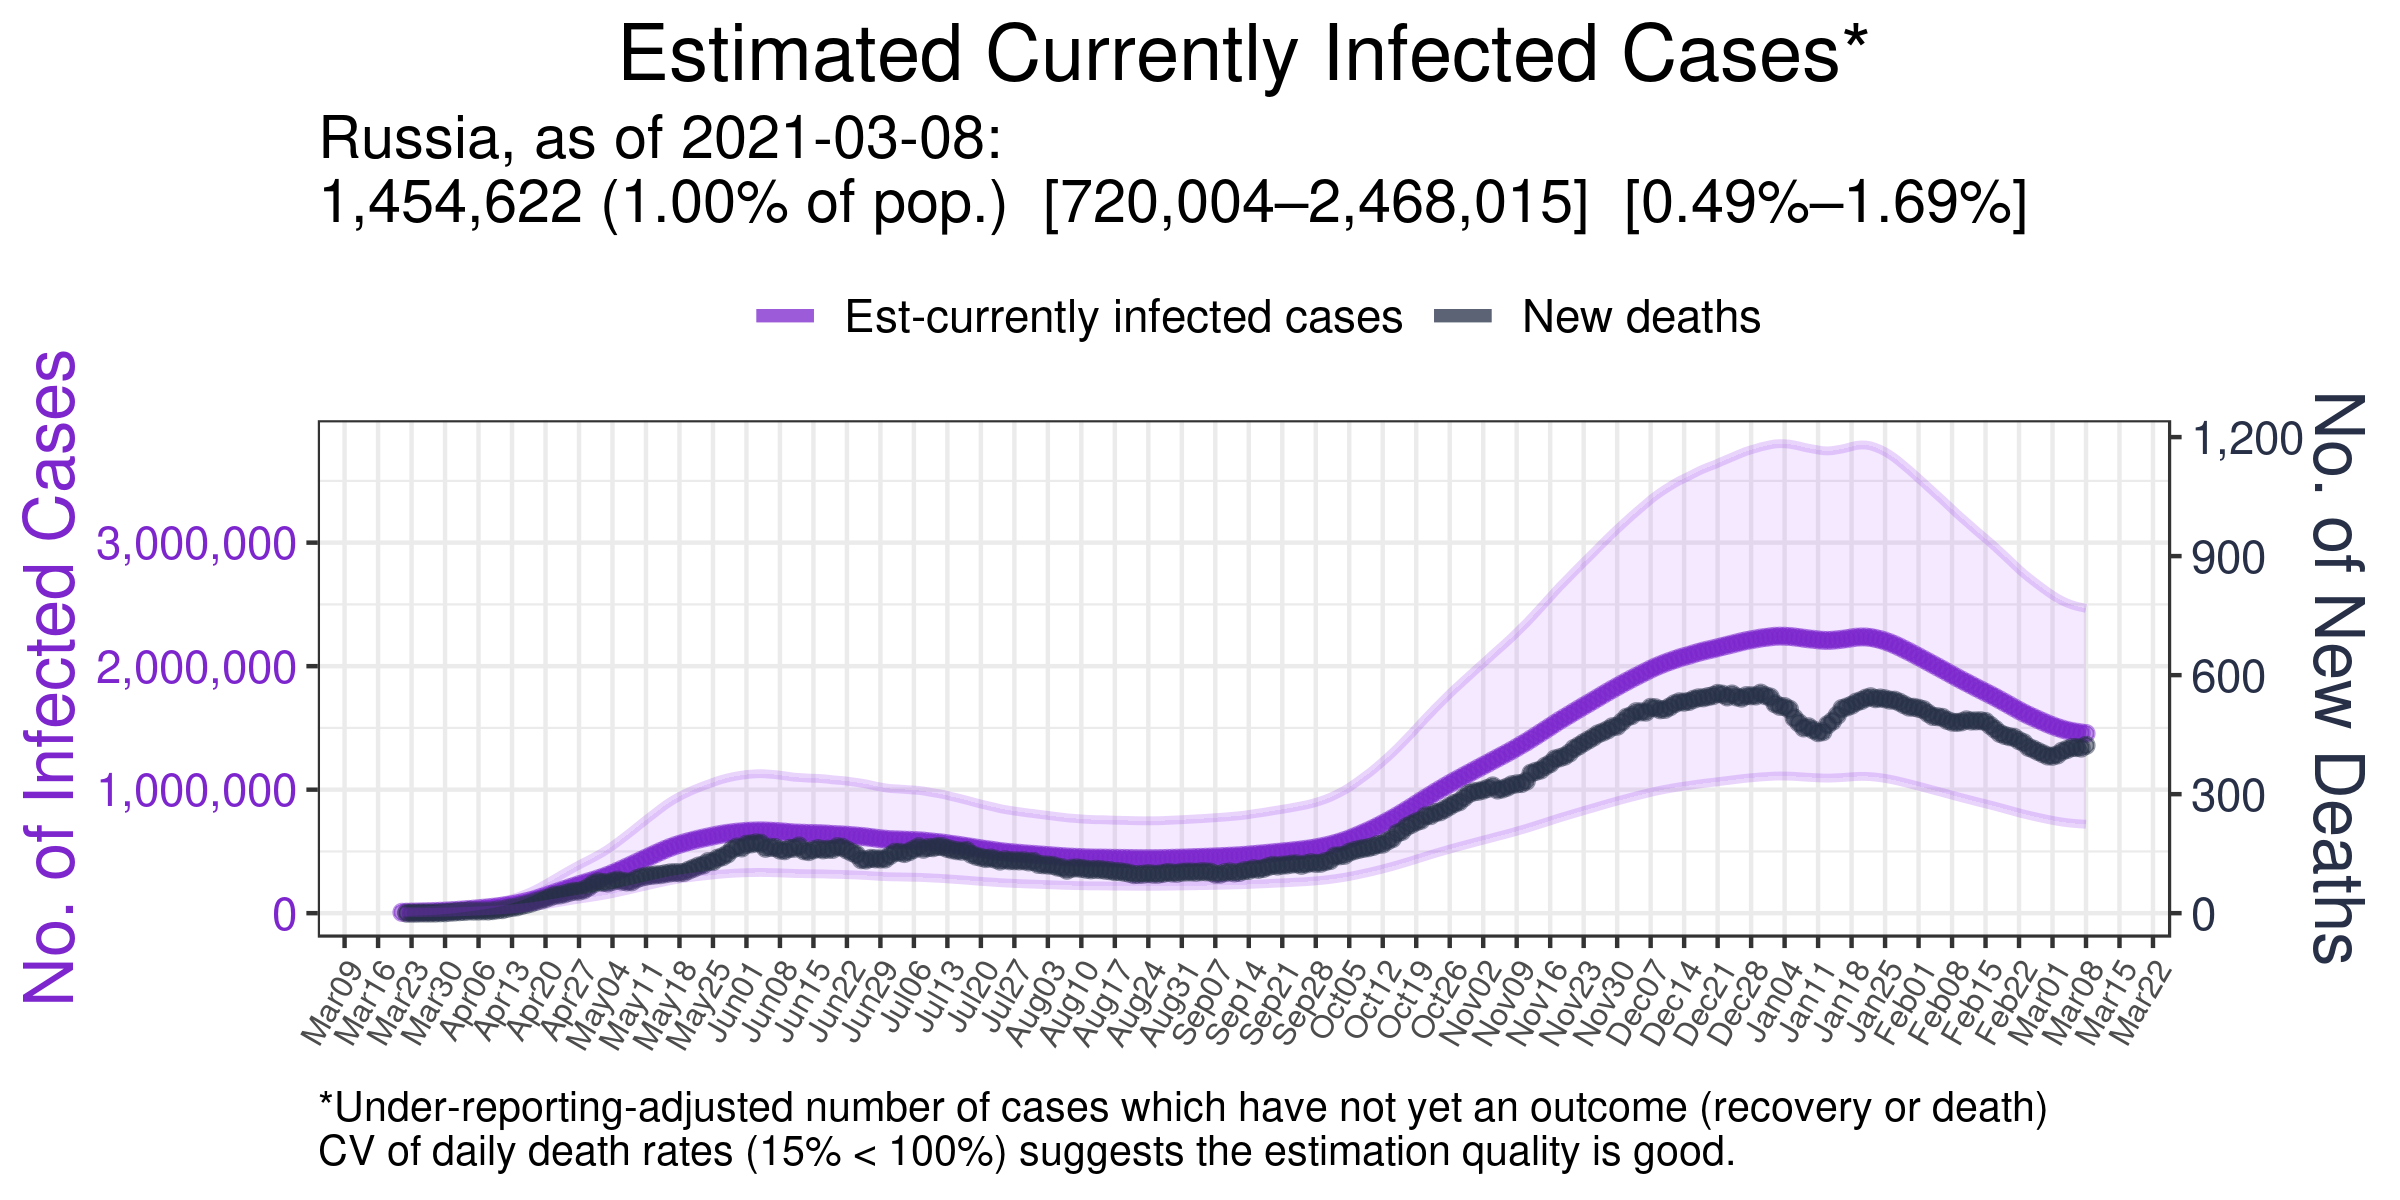 Estimated Currently Infected Cases*
Russia, as of 2021-03-08:
1,454,622 (1.00% of pop.) [720,004–2,468,015] [0.49%–1.69%]
Est-currently infected cases
New deaths
No. of Infected Cases
3,000,000
2,000,000
1,000,000
0
1,200
900
600
300
0
No. of New Deaths
Mar09
Mar16
Mar23
Mar30
Apr06
Apr13
Apr20
Apr27
May04
May11
May18
May25
Jun01
Jun08
Jun15
Jun22
Jun29
Jul06
Jul13
Jul20
Jul27
Aug03
Aug10
Aug17
Aug24
Aug31
Sep07
Sep14
Sep21
Sep28
Oct05
Oct12
Oct19
Oct26
Nov02
Nov09
Nov16
Nov23
Nov30
Dec07
Dec14
Dec21
Dec28
Jan04
Jan11
Jan18
Jan25
Feb01
Feb08
Feb15
Feb22
Mar01
Mar08
Mar15
Mar22
*Under-reporting-adjusted number of cases which have not yet an outcome (recovery or death)
CV of daily death rates (15% < 100%) suggests the estimation quality is good.